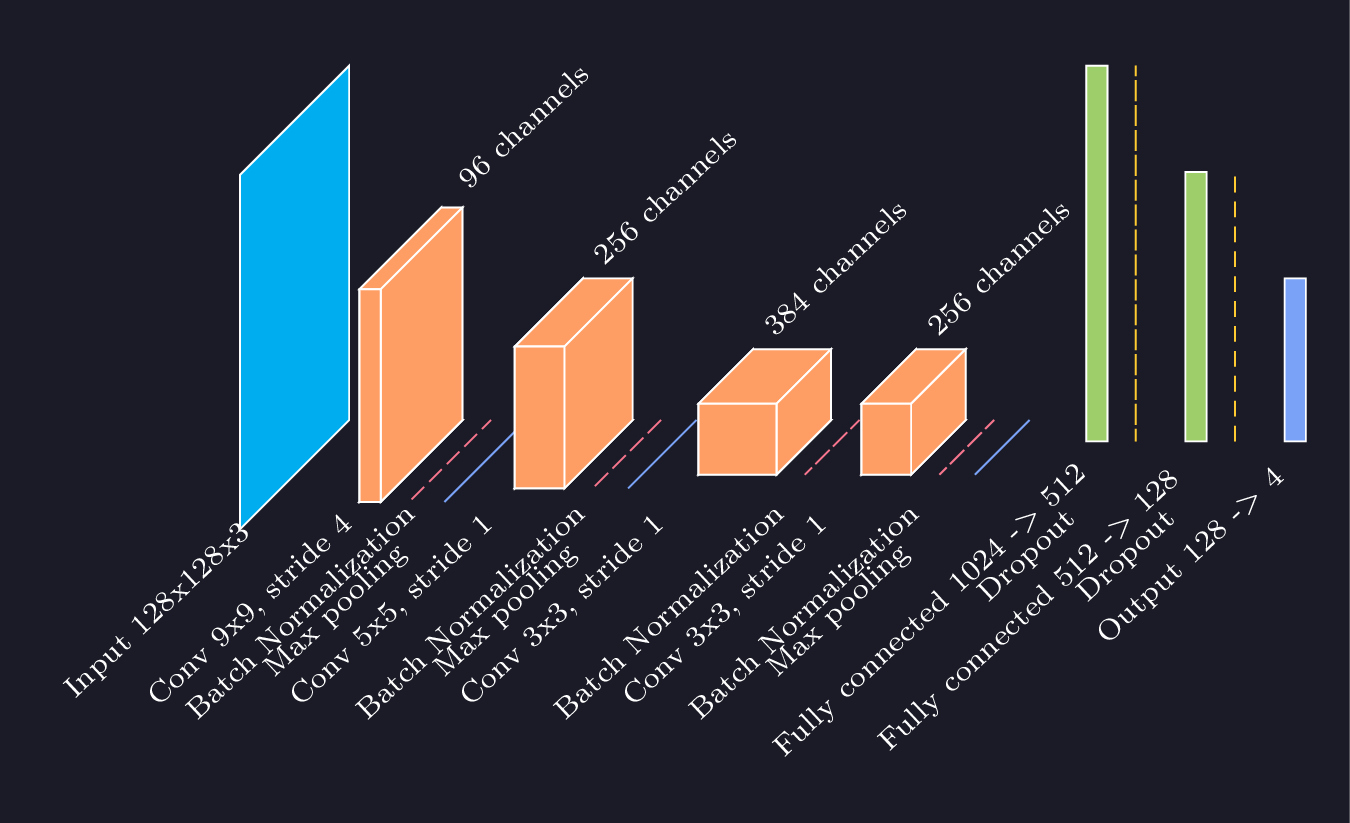 96 channels
256 channels
384 channels
256 channels
Input 128x128x3
Conv 9x9, stride 4
Batch Normalization
Max pooling
Conv 5x5, stride 1
Batch Normalization
Max pooling
Conv 3x3, stride 1
Batch Normalization
Conv 3x3, stride 1
Batch Normalization
Max pooling
Fully connected 1024 -> 512
Dropout
Fully connected 512 -> 128
Dropout
Output 128 -> 4